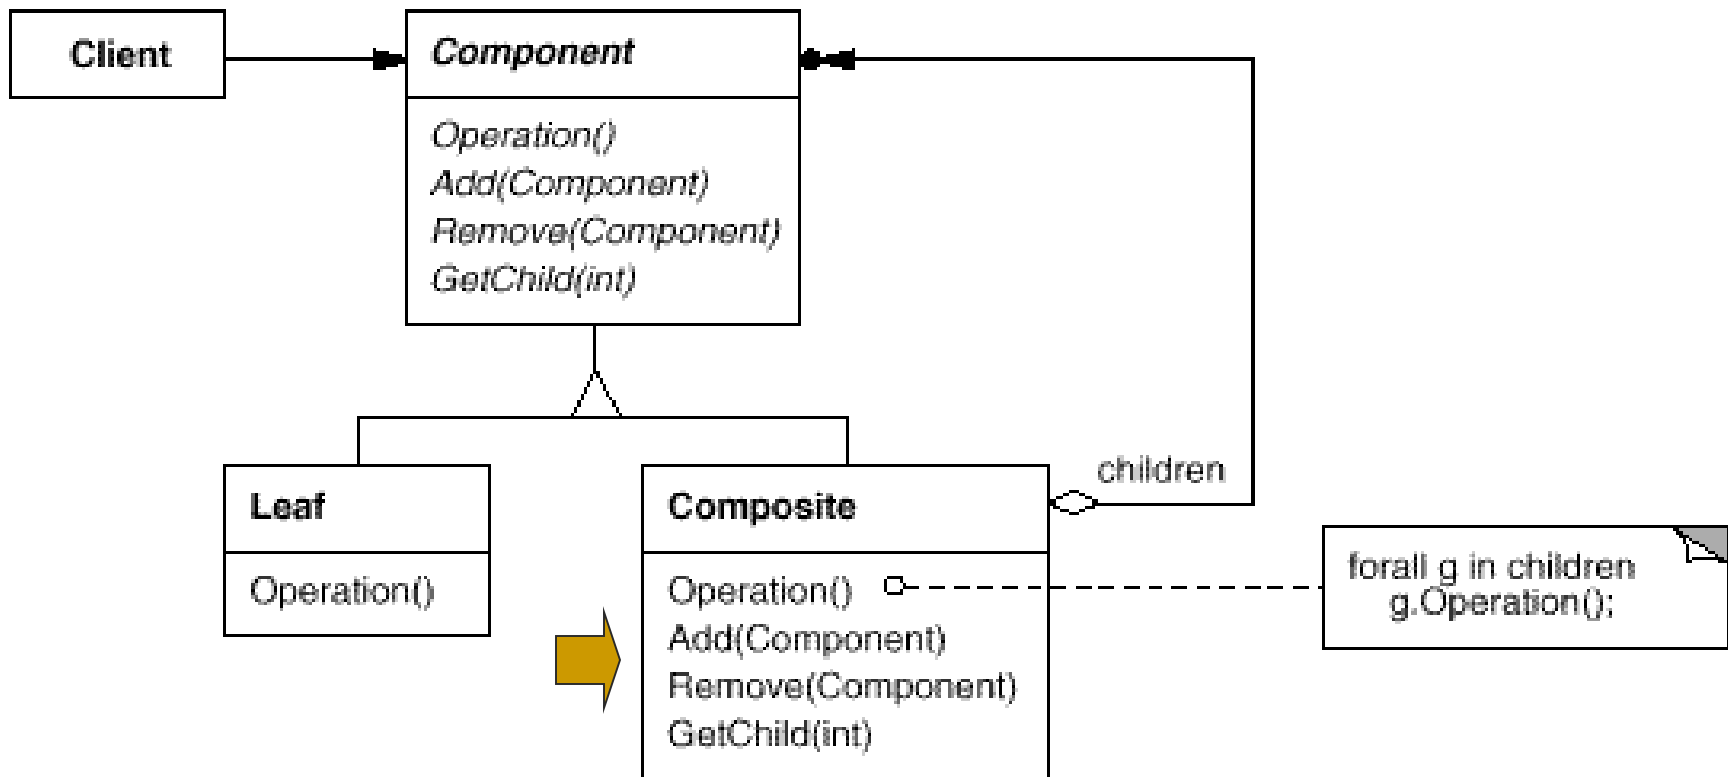 Client
Component
Operation()
Add(Component)
Remove(Component)
GetChild(int)
children
Leaf
Operation()
Composite
Operation()
Add(Component)
Remove(Component)
GetChild(int)
forall g in children
g.Operation();